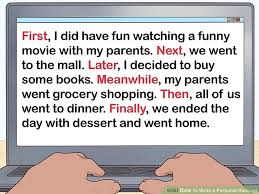 First, I did have fun watching a funny
movie with my parents. Next, we went
to the mall. Later, I decided to buy
some books. Meanwhile, my parents
went grocery shopping. Then, all of us
went to dinner. Finally, we ended the
day with dessert and went home.
wikiHow to Write a Personal Recount